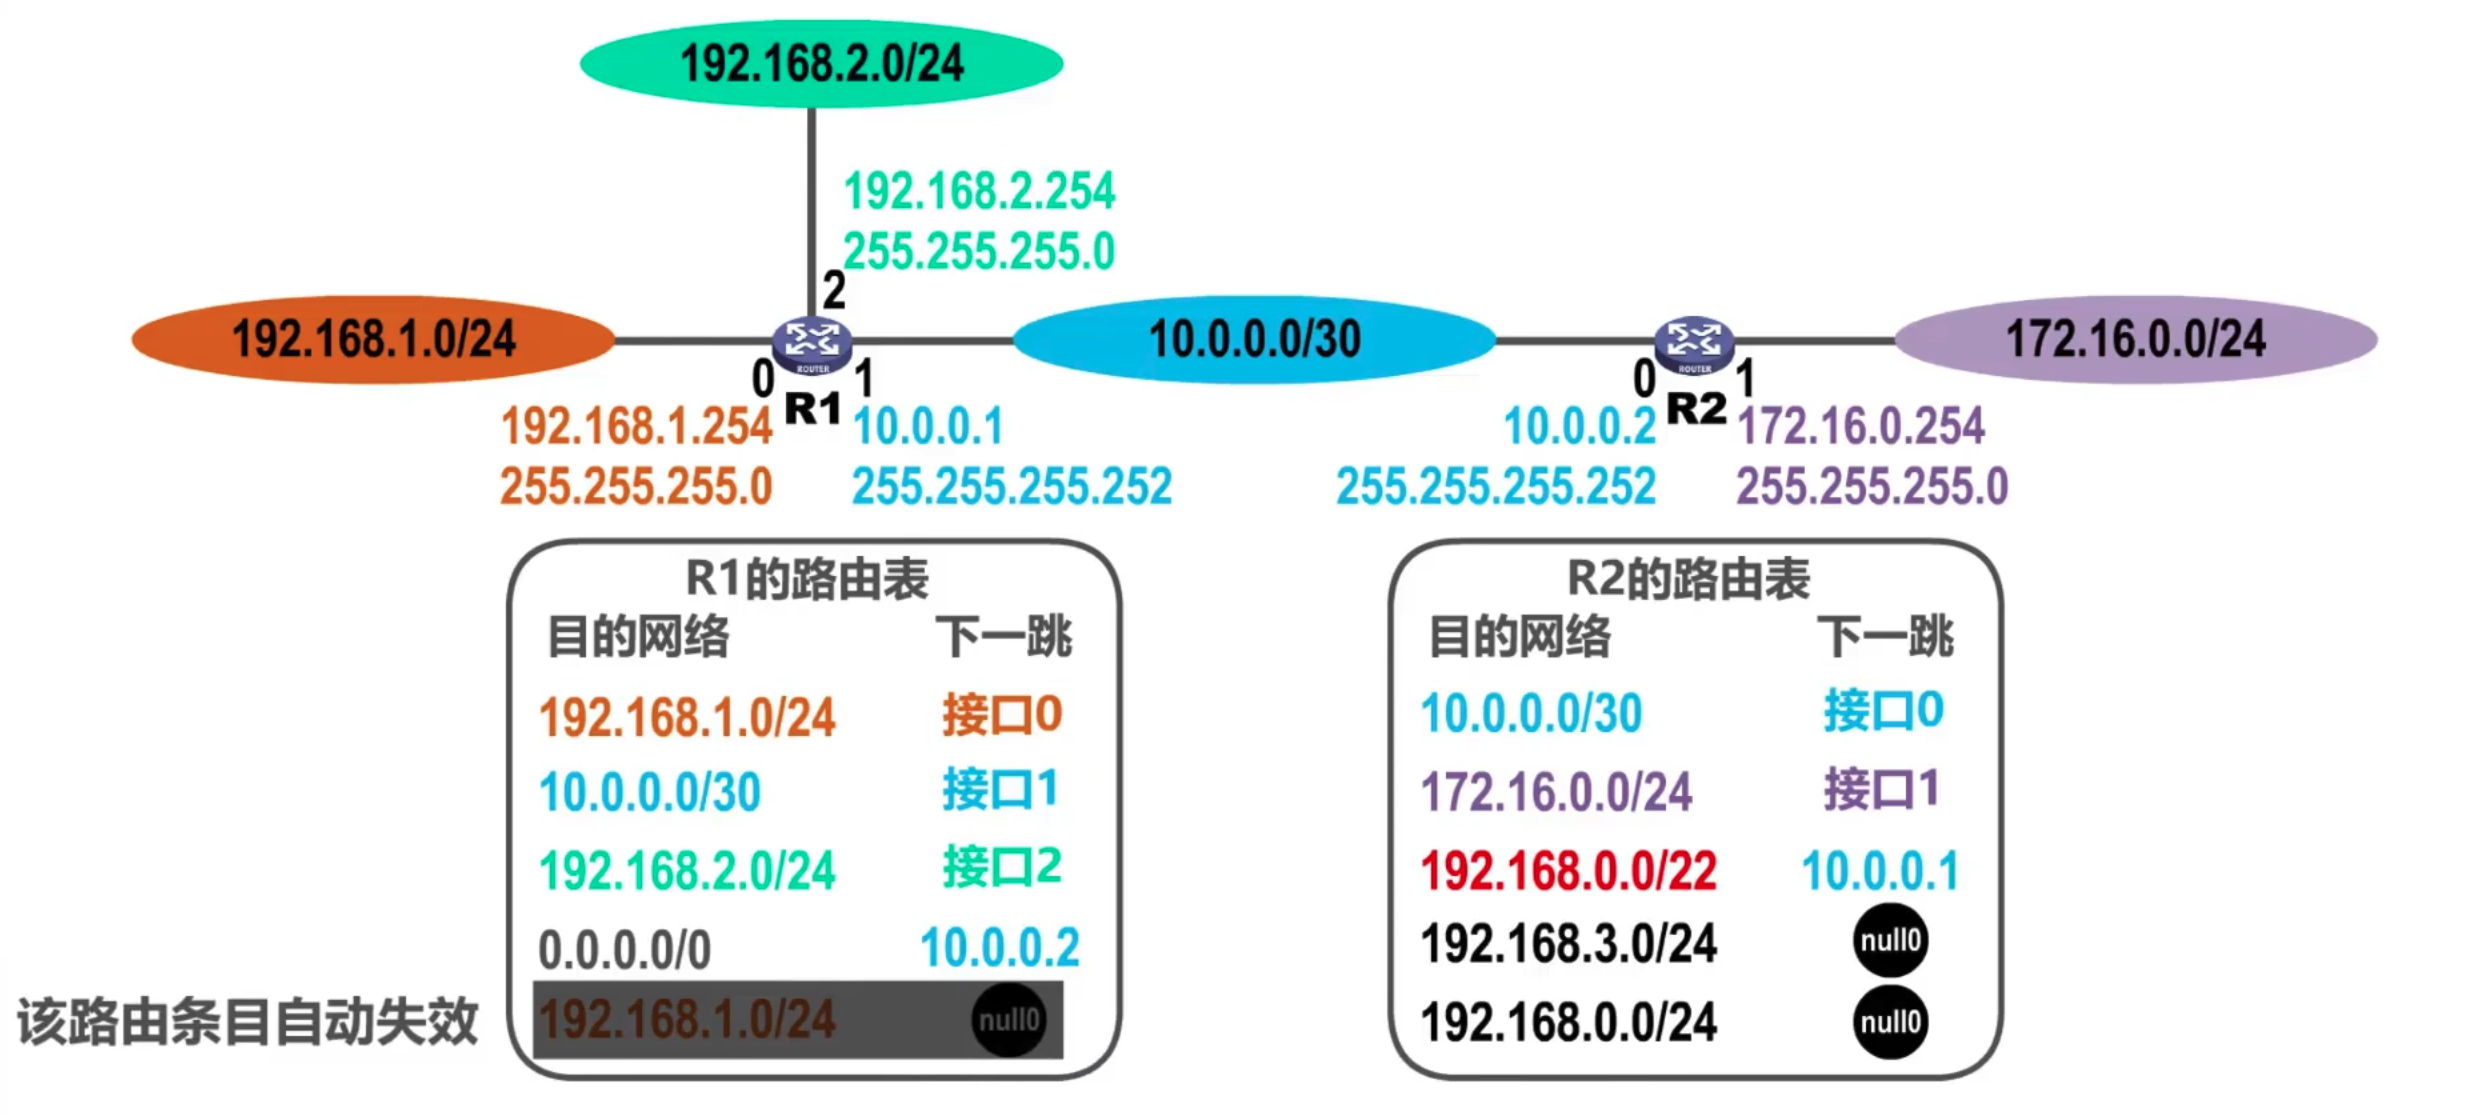 192.168.2.0/24
192.168.2.254
255.255.255.0
2
192.168.1.0/24
10.0.0.0/30
172.16.0.0/24
ROUTER
ROUTER
0 R1 1
0 R2 1
192.168.1.254
255.255.255.0
10.0.0.1
255.255.255.252
10.0.0.2
255.255.255.252
172.16.0.254
255.255.255.0
R1的路由表
目的网络 下一跳
192.168.1.0/24 接口0
10.0.0.0/30 接口1
192.168.2.0/24 接口2
0.0.0.0/0 10.0.0.2
该路由条目自动失效 192.168.1.0/24 null0
R2的路由表
目的网络 下一跳
10.0.0.0/30 接口0
172.16.0.0/24 接口1
192.168.0.0/22 10.0.0.1
192.168.3.0/24 null0
192.168.0.0/24 null0